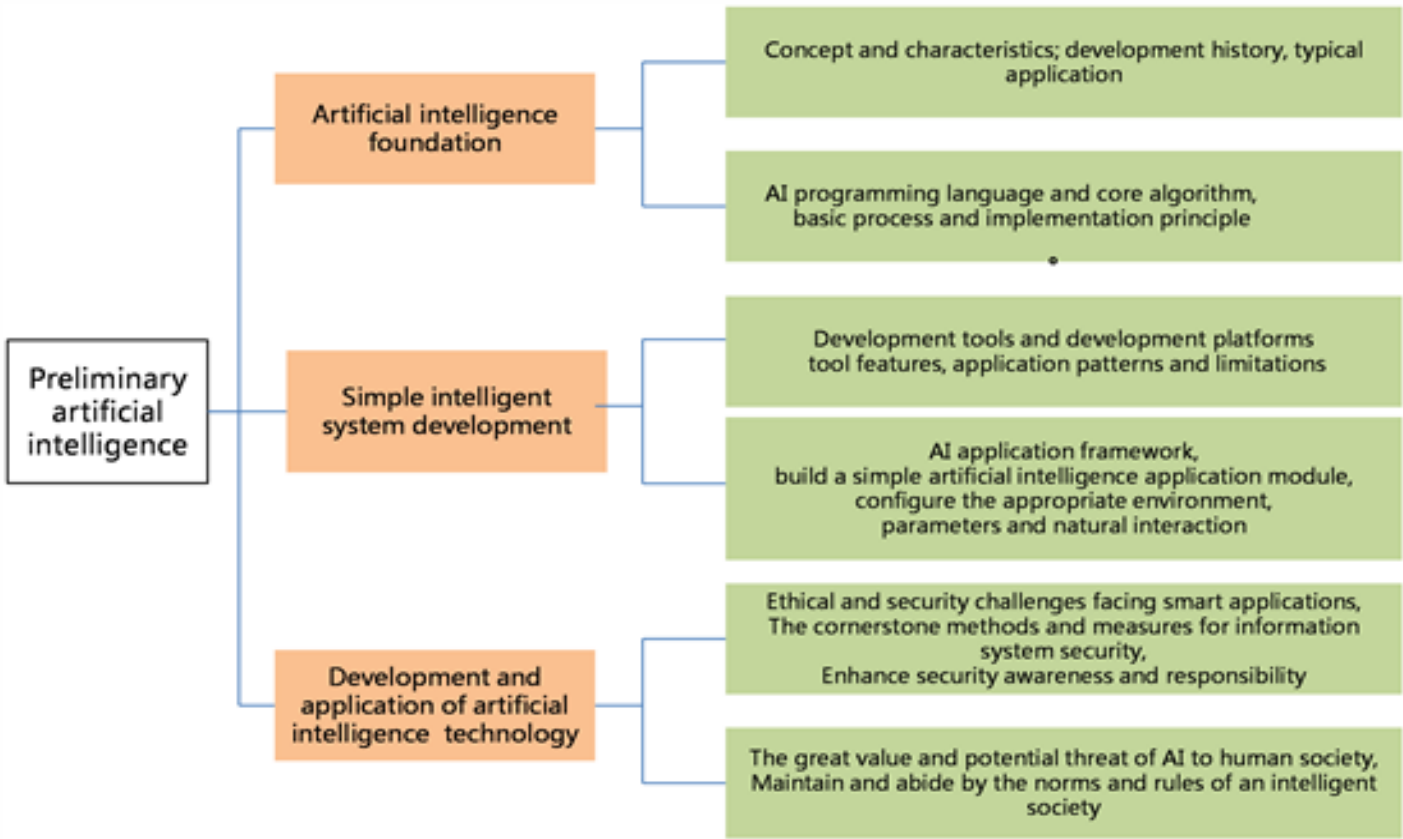 Preliminary
artificial
intelligence
Artificial intelligence
foundation
Concept and characteristics; development history, typical
application
AI programming language and core algorithm,
basic process and implementation principle
Simple intelligent
system development
Development tools and development platforms
tool features, application patterns and limitations
AI application framework,
build a simple artificial intelligence application module,
configure the appropriate environment,
parameters and natural interaction
Development and
application of artificial
intelligence technology
Ethical and security challenges facing smart applications,
The cornerstone methods and measures for information
system security,
Enhance security awareness and responsibility
The great value and potential threat of AI to human society,
Maintain and abide by the norms and rules of an intelligent
society